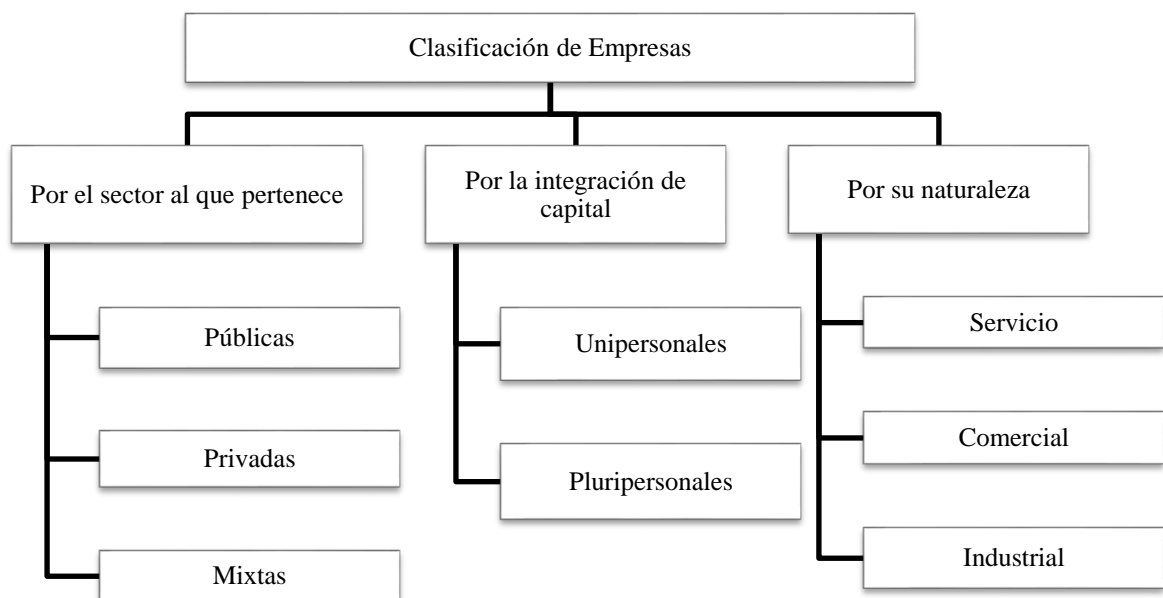 Clasificación de Empresas
Por el sector al que pertenece
Públicas
Privadas
Mixtas
Por la integración de
capital
Unipersonales
Pluripersonales
Por su naturaleza
Servicio
Comercial
Industrial